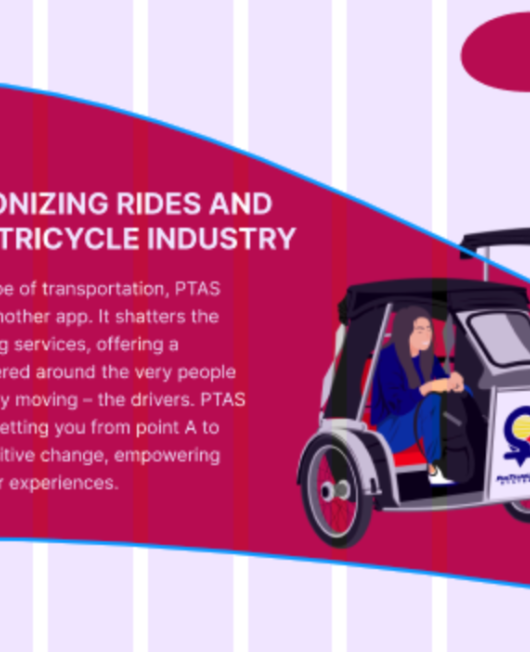 ONIZING RIDES AND
TRICYCLE INDUSTRY
pe of transportation, PTAS
nother app. It shatters the
g services, offering a
ered around the very people
y moving – the drivers. PTAS
etting you from point A to
itive change, empowering
r experiences.